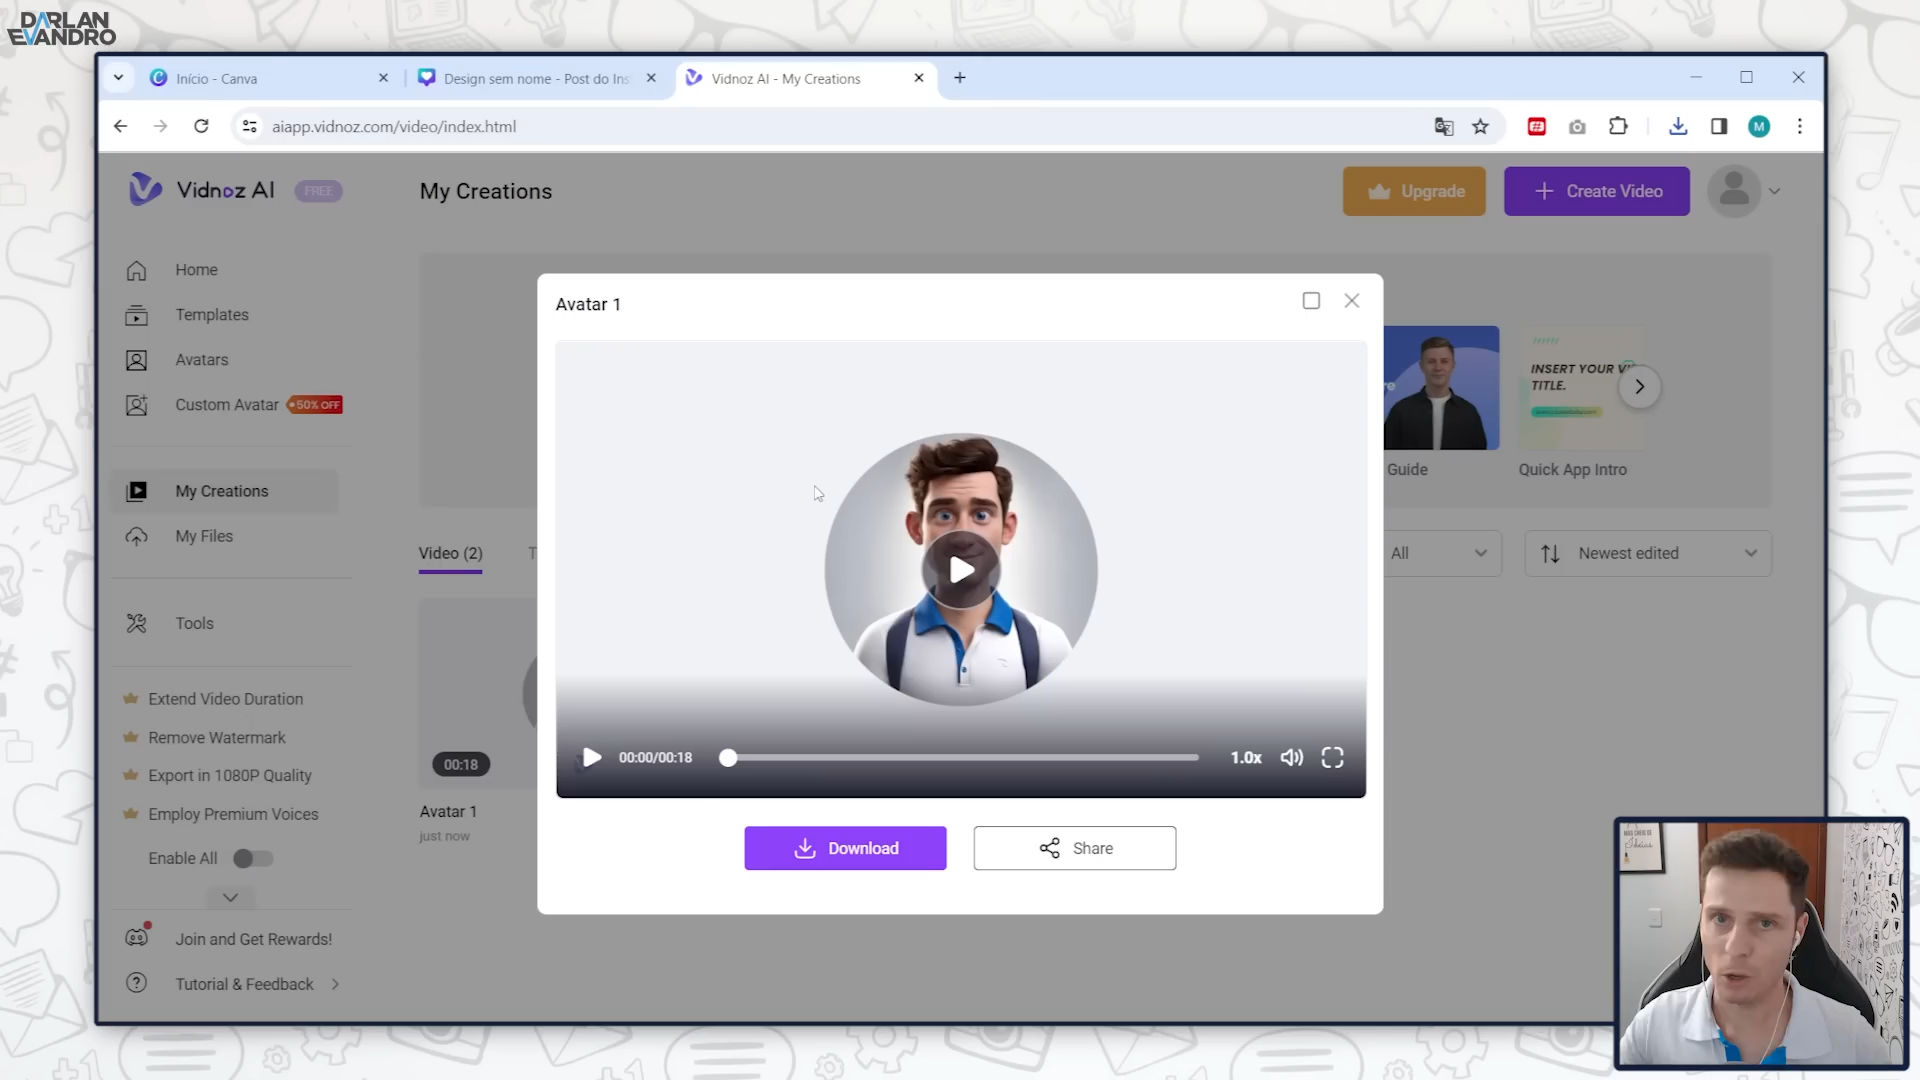 DARLAN
EVANDRO
Início - Canva
Design sem nome - Post do Ins
Vidnoz AI - My Creations
aiapp.vidnoz.com/video/index.html
M
Vidnoz AI
FREE
My Creations
Upgrade
Create Video
Home
Templates
Avatars
Custom Avatar
50% OFF
My Creations
My Files
Tools
Extend Video Duration
Remove Watermark
Export in 1080P Quality
Employ Premium Voices
Enable All
Join and Get Rewards!
Tutorial & Feedback
Avatar 1
00:00/00:18
1.0x
Download
Share
re
Guide
INSERT YOUR VI
TITLE.
Quick App Intro
Video (2)
T
All
Newest edited
00:18
Avatar 1
just now
Ideias